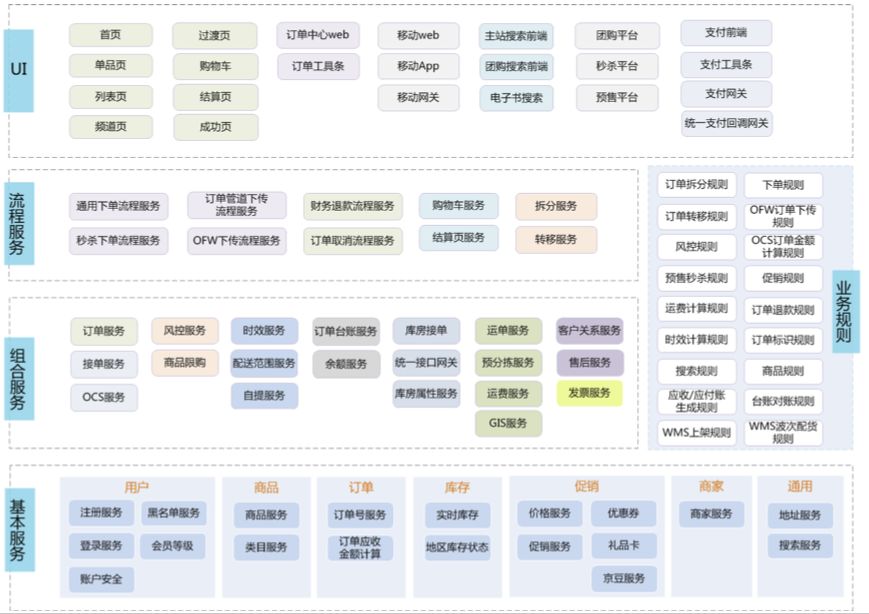 UI
首页
过渡页
订单中心web
移动web
主站搜索前端
团购平台
支付前端
单品页
购物车
订单工具条
移动App
团购搜索前端
秒杀平台
支付工具条
列表页
结算页
移动网关
电子书搜索
预售平台
支付网关
频道页
成功页
统一支付回调网关
流程服务
通用下单流程服务
订单管道下传
流程服务
财务退款流程服务
购物车服务
拆分服务
秒杀下单流程服务
OFW下传流程服务
订单取消流程服务
结算页服务
转移服务
业务规则
订单拆分规则
下单规则
订单转移规则
OFW订单下传
规则
风控规则
OCS订单金额
计算规则
预售秒杀规则
促销规则
运费计算规则
订单退款规则
时效计算规则
订单标识规则
搜索规则
商品规则
应收/应付账
生成规则
台账对账规则
WMS上架规则
WMS波次配货
规则
组合服务
订单服务
风控服务
时效服务
订单台账服务
库房接单
运单服务
客户关系服务
接单服务
商品限购
配送范围服务
余额服务
统一接口网关
预分拣服务
售后服务
OCS服务
自提服务
库房属性服务
运费服务
发票服务
GIS服务
基本服务
用户
注册服务
黑名单服务
登录服务
会员等级
账户安全
商品
商品服务
类目服务
订单
订单号服务
订单应收
金额计算
库存
实时库存
地区库存状态
促销
价格服务
优惠券
促销服务
礼品卡
京豆服务
商家
商家服务
通用
地址服务
搜索服务